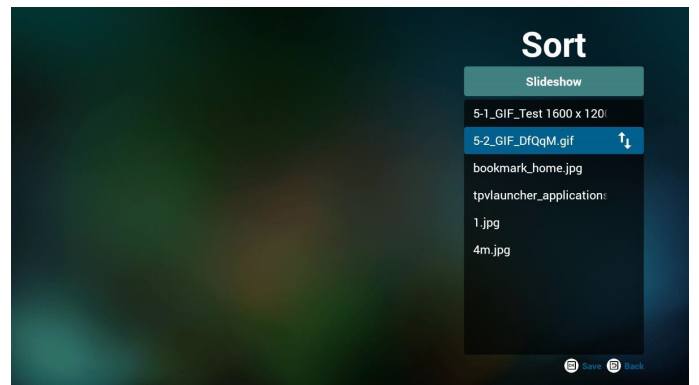 Sort
Slideshow
5-1_GIF_Test 1600 x 120
5-2_GIF_DfQqM.gif
bookmark_home.jpg
tpvlauncher_applications
1.jpg
4m.jpg
Save Back